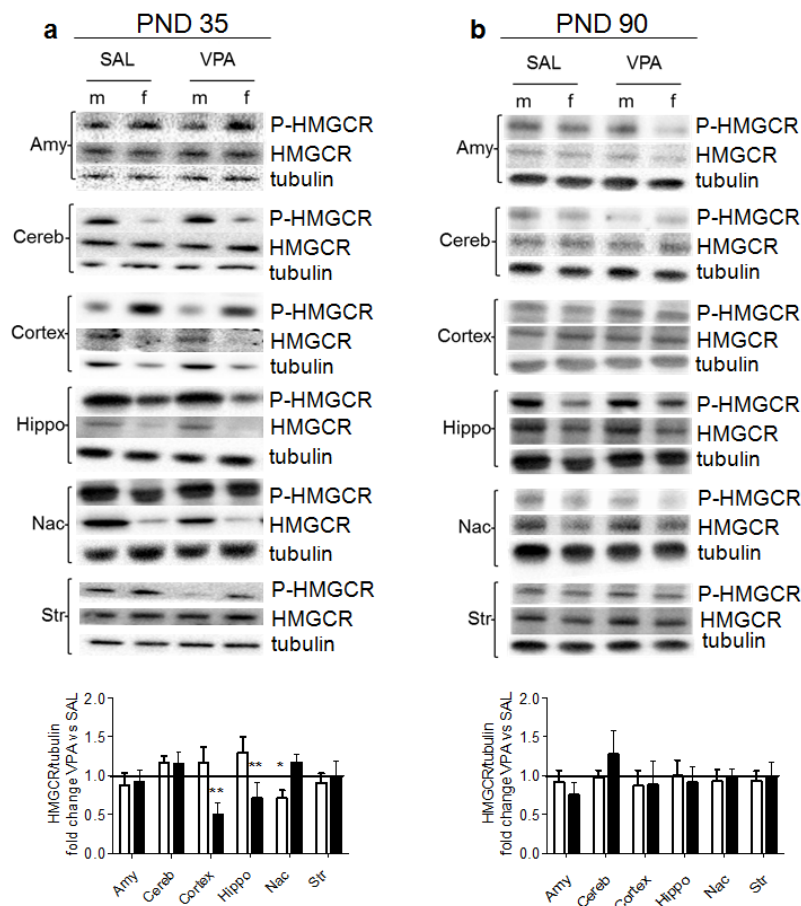 a PND 35
SAL VPA
m f m f
Amy
P-HMGCR
HMGCR
tubulin
Cereb
P-HMGCR
HMGCR
tubulin
Cortex
P-HMGCR
HMGCR
tubulin
Hippo
P-HMGCR
HMGCR
tubulin
Nac
P-HMGCR
HMGCR
tubulin
Str
P-HMGCR
HMGCR
tubulin
HMGCR/tubulin
fold change VPA vs SAL
2.0
1.5
1.0
0.5
0.0
** ** *
Amy Cereb Cortex Hippo Nac Str
b PND 90
SAL VPA
m f m f
Amy
P-HMGCR
HMGCR
tubulin
Cereb
P-HMGCR
HMGCR
tubulin
Cortex
P-HMGCR
HMGCR
tubulin
Hippo
P-HMGCR
HMGCR
tubulin
Nac
P-HMGCR
HMGCR
tubulin
Str
P-HMGCR
HMGCR
tubulin
HMGCR/tubulin
fold change VPA vs SAL
2.0
1.5
1.0
0.5
0.0
Amy Cereb Cortex Hippo Nac Str